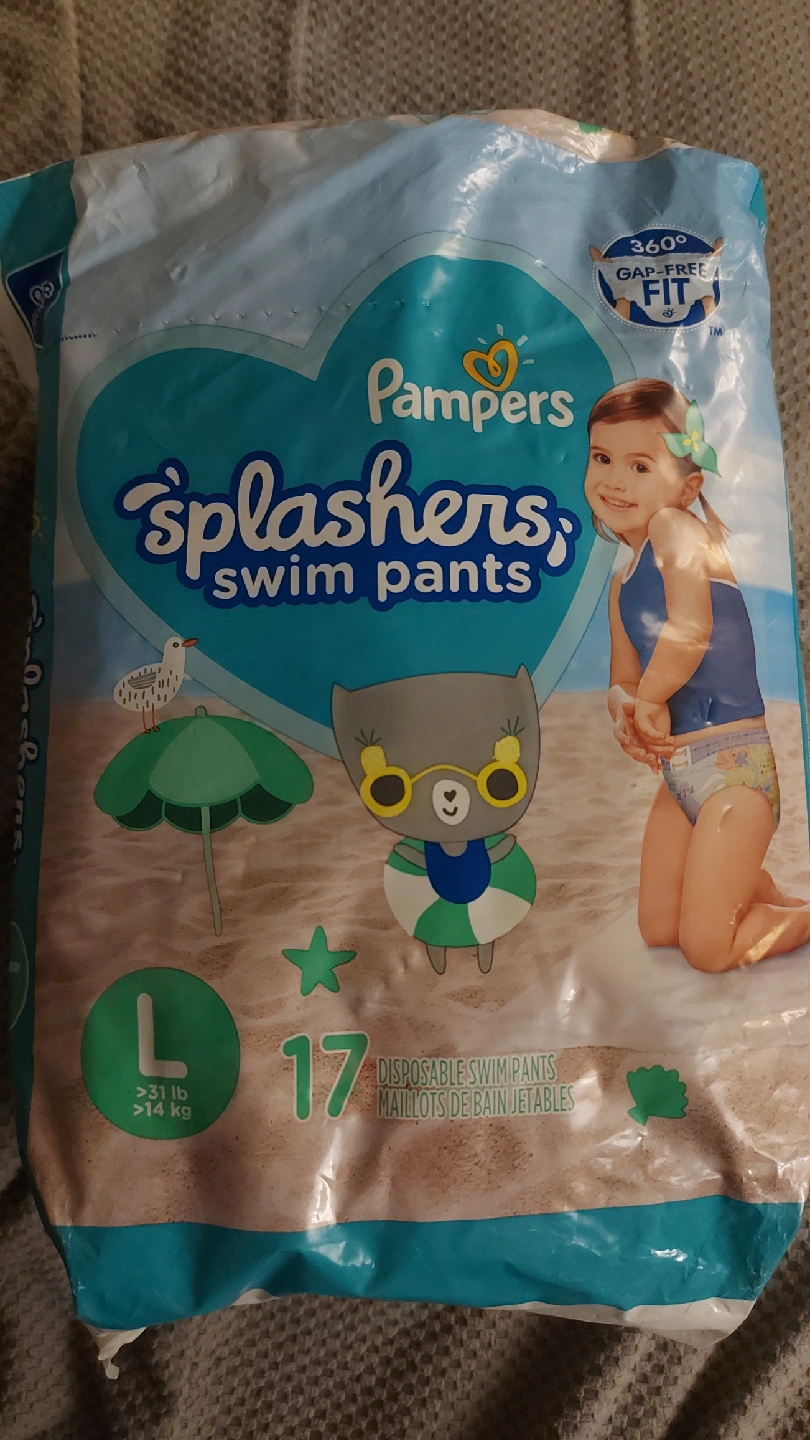 360°
GAP-FREE
FIT
TM
Pampers
splashers
swim pants
splashers
L
>31 lb
>14 kg
17
DISPOSABLE SWIM PANTS
MAILLOTS DE BAIN JETABLES